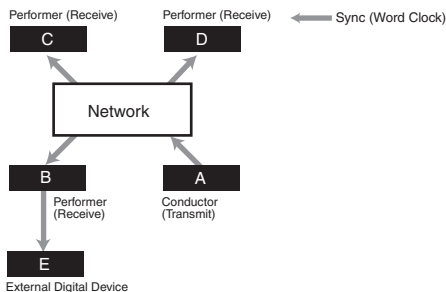 Performer (Receive)
Performer (Receive)
Sync (Word Clock)
C
D
Network
B
A
Performer
(Receive)
Conductor
(Transmit)
E
External Digital Device